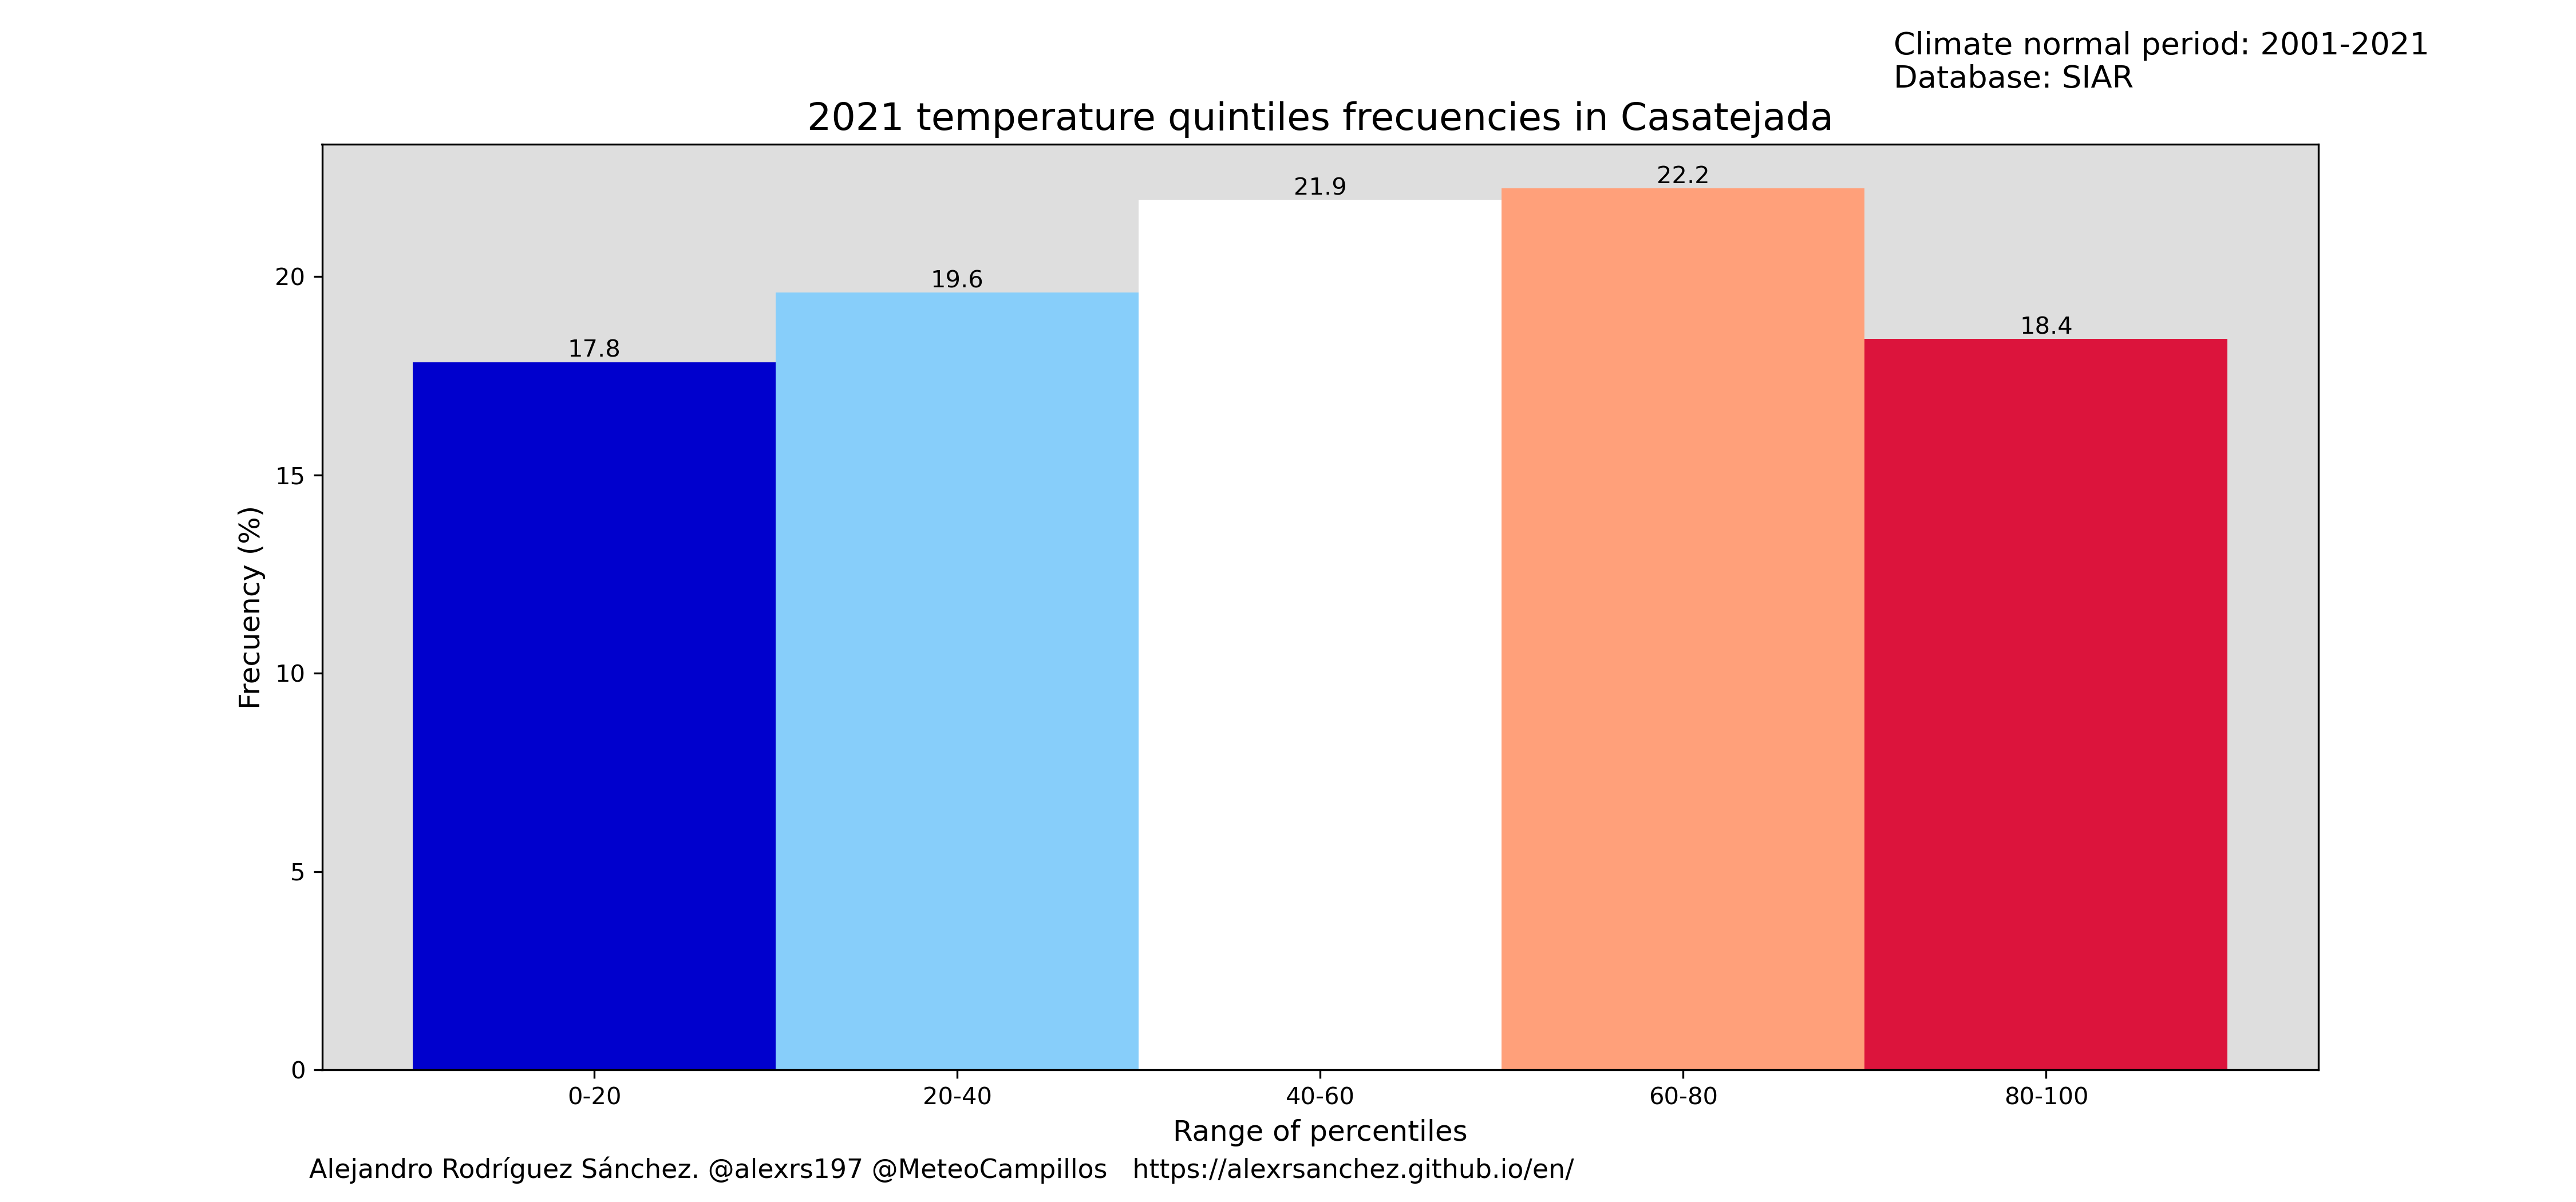 Climate normal period: 2001-2021
Database: SIAR
2021 temperature quintiles frecuencies in Casatejada
22.2
21.9
20
19.6
18.4
17.8
15
Frecuency (%)
10
5
0
0-20 20-40 40-60 60-80 80-100
Range of percentiles
Alejandro Rodríguez Sánchez. @alexrs197 @MeteoCampillos https://alexrsanchez.github.io/en/